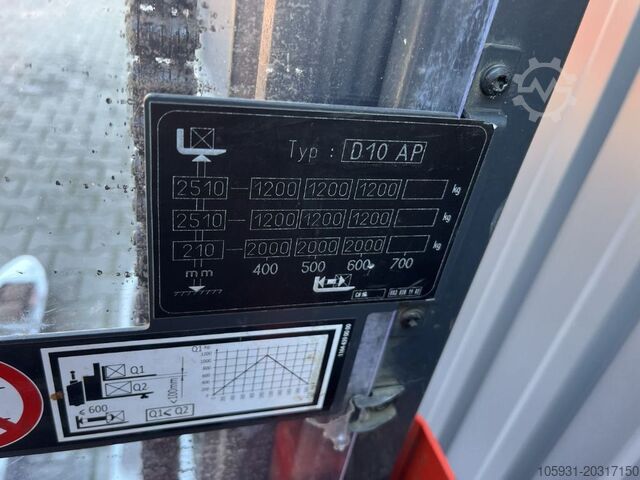 Typ : D10 AP
2510 1200 1200 1200 kg
2510 1200 1200 1200 kg
210 2000 2000 2000 kg
mm 400 500 600 700
Q1 kg
Q1
Q2
≤ 600
Q1 ≤ Q2
105931-20317150